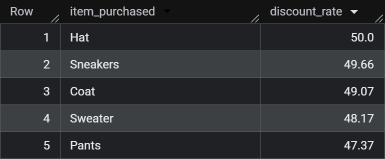 Row item_purchased discount_rate
1 Hat 50.0
2 Sneakers 49.66
3 Coat 49.07
4 Sweater 48.17
5 Pants 47.37